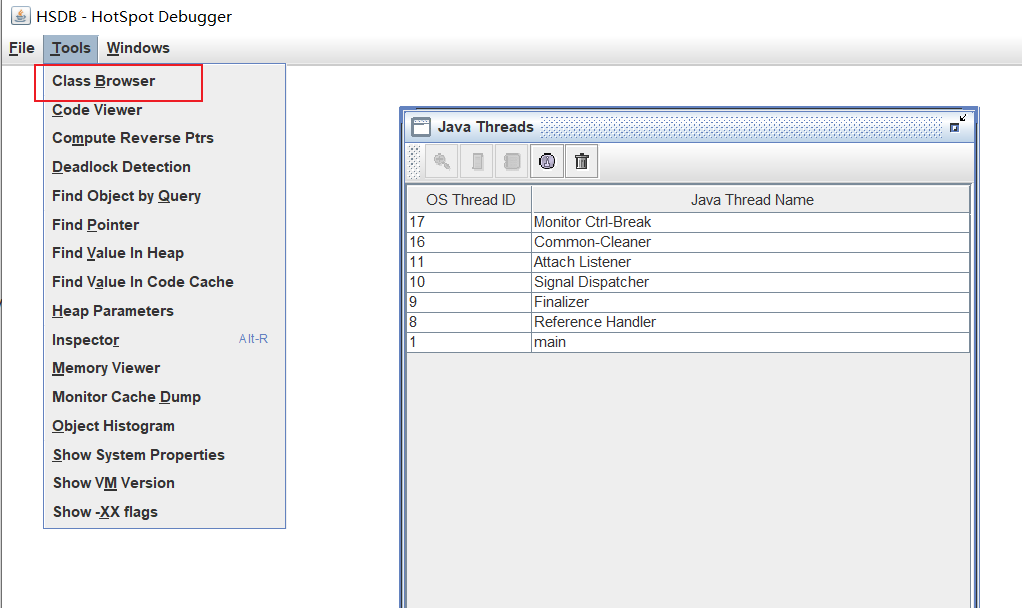 HSDB - HotSpot Debugger
File Tools Windows
Class Browser
Code Viewer
Compute Reverse Ptrs
Deadlock Detection
Find Object by Query
Find Pointer
Find Value In Heap
Find Value In Code Cache
Heap Parameters
Inspector Alt-R
Memory Viewer
Monitor Cache Dump
Object Histogram
Show System Properties
Show VM Version
Show -XX flags
Java Threads
OS Thread ID Java Thread Name
17 Monitor Ctrl-Break
16 Common-Cleaner
11 Attach Listener
10 Signal Dispatcher
9 Finalizer
8 Reference Handler
1 main